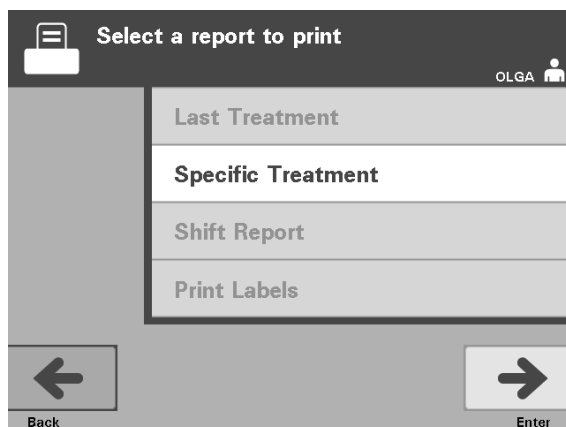 Select a report to print
OLGA
Last Treatment
Specific Treatment
Shift Report
Print Labels
Back
Enter